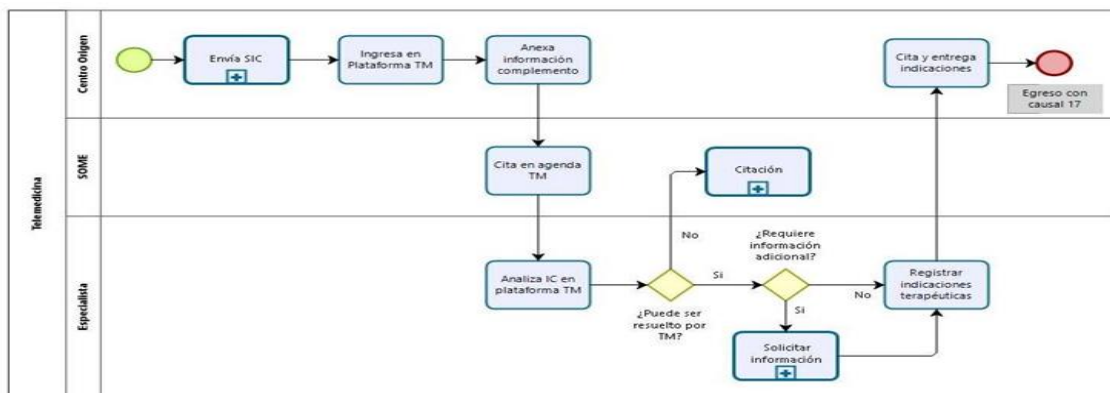 Telemedicina
Centro Origen
Envía SIC
Ingresa en
Plataforma TM
Anexa
información
complemento
Cita y entrega
indicaciones
Egreso con
causal 17
SOME
Cita en agenda
TM
Citación
Especialista
Analiza IC en
plataforma TM
No
¿Puede ser
resuelto por
TM?
Si
¿Requiere
información
adicional?
No
Si
Registrar
indicaciones
terapéuticas
Solicitar
información